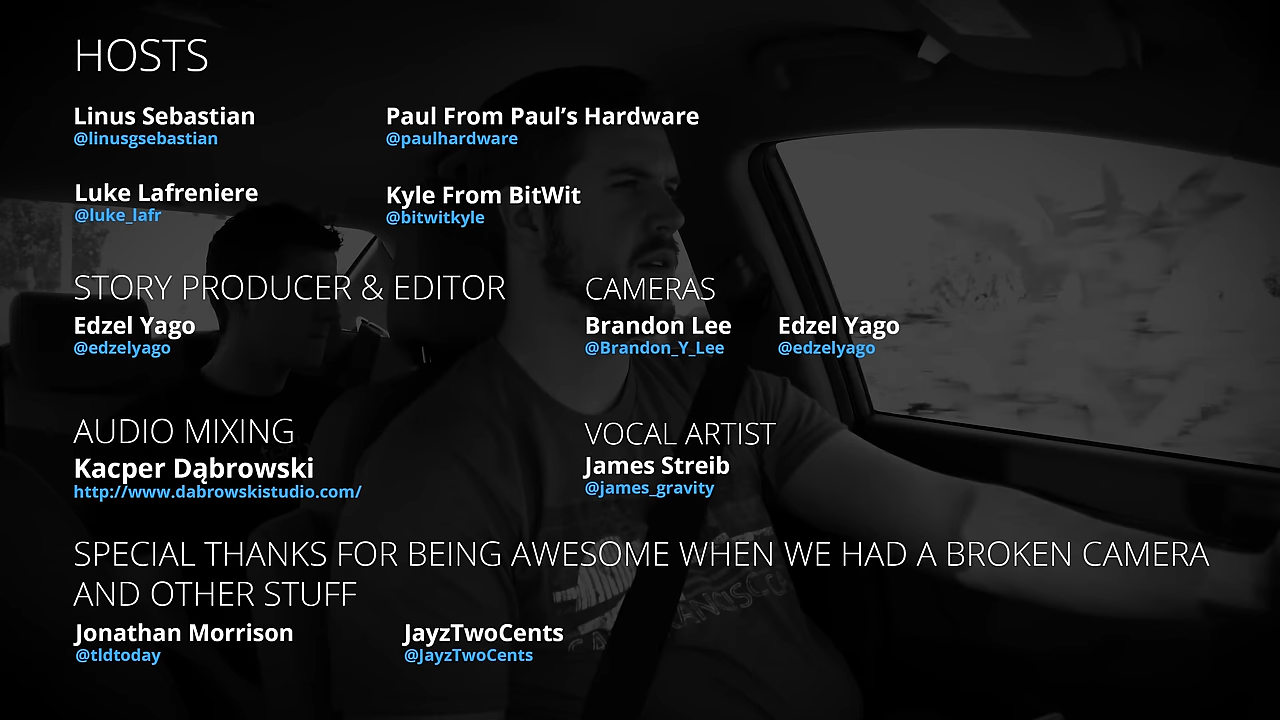 HOSTS
Linus Sebastian
@linusgsebastian
Paul From Paul's Hardware
@paulhardware
Luke Lafreniere
@luke_lafr
Kyle From BitWit
@bitwitkyle
STORY PRODUCER & EDITOR
Edzel Yago
@edzelyago
CAMERAS
Brandon Lee
@Brandon_Y_Lee
Edzel Yago
@edzelyago
AUDIO MIXING
Kacper Dąbrowski
http://www.dabrowskistudio.com/
VOCAL ARTIST
James Streib
@james_gravity
SPECIAL THANKS FOR BEING AWESOME WHEN WE HAD A BROKEN CAMERA
AND OTHER STUFF
Jonathan Morrison
@tldtoday
JayzTwoCents
@JayzTwoCents